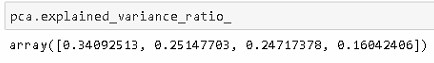 pca.explained_variance_ratio_
array([0.34092513, 0.25147703, 0.24717378, 0.16042406])